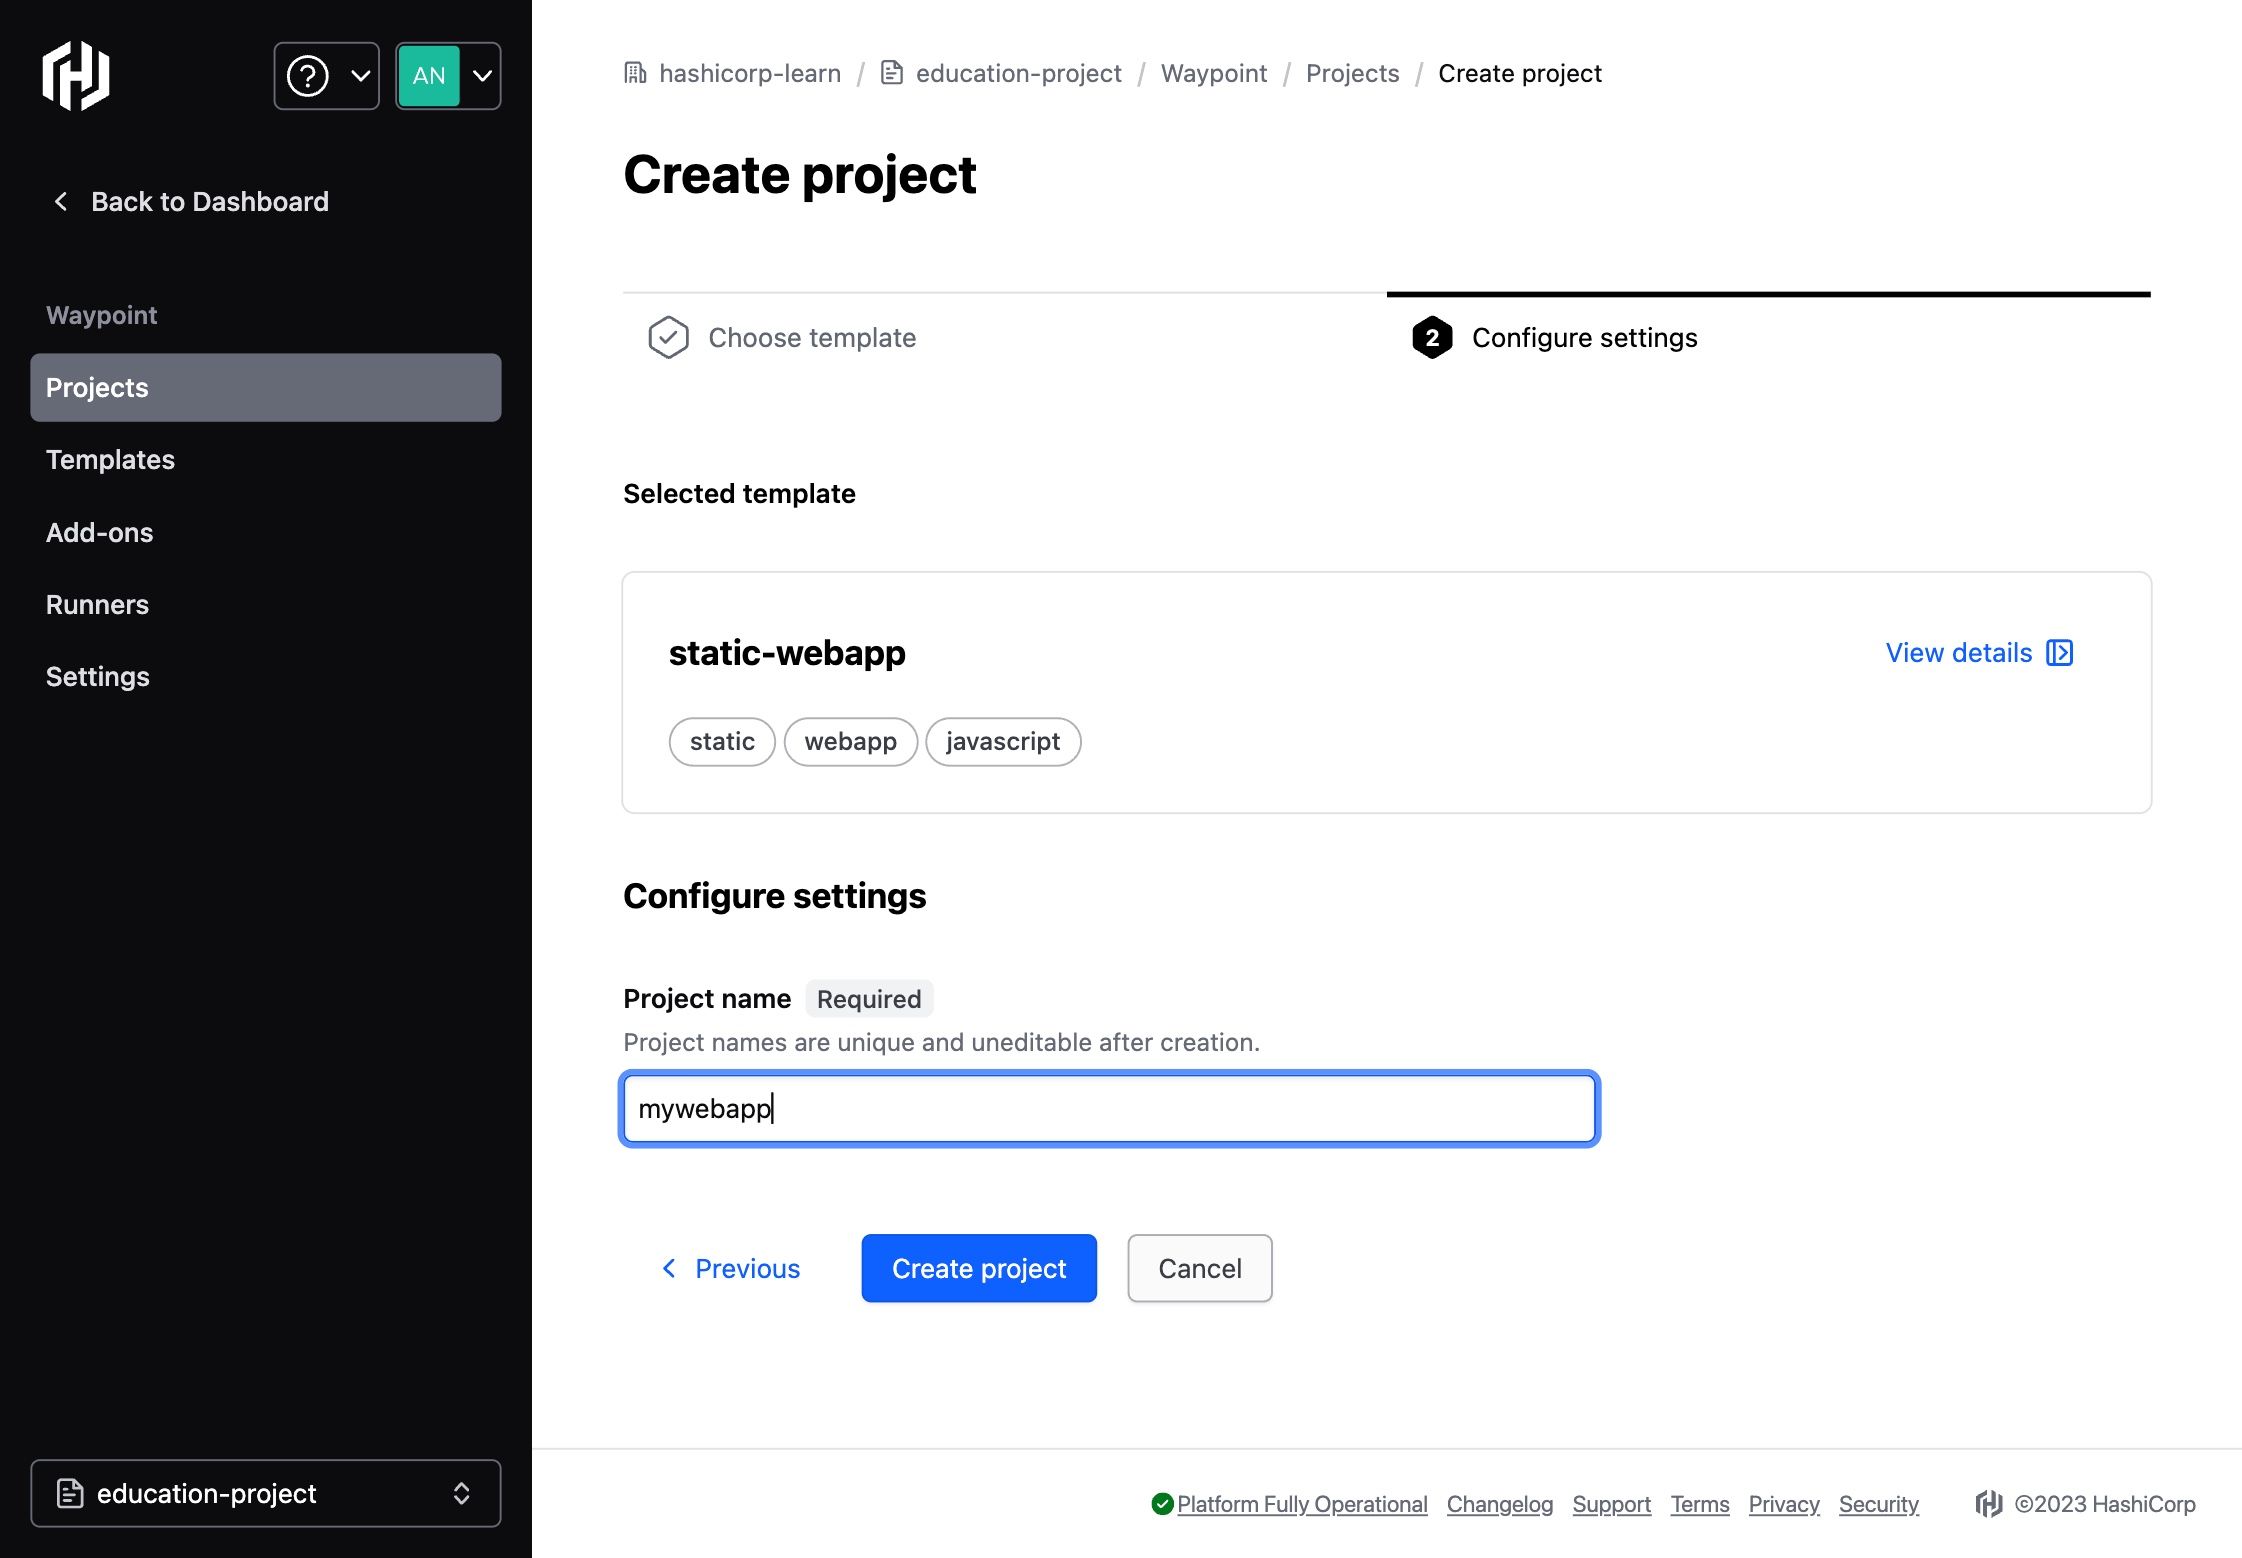 AN
Back to Dashboard
Waypoint
Projects
Templates
Add-ons
Runners
Settings
education-project
hashicorp-learn / education-project / Waypoint / Projects / Create project
Create project
Choose template
2 Configure settings
Selected template
static-webapp
View details
static webapp javascript
Configure settings
Project name Required
Project names are unique and uneditable after creation.
mywebapp
Previous Create project Cancel
Platform Fully Operational Changelog Support Terms Privacy Security ©2023 HashiCorp